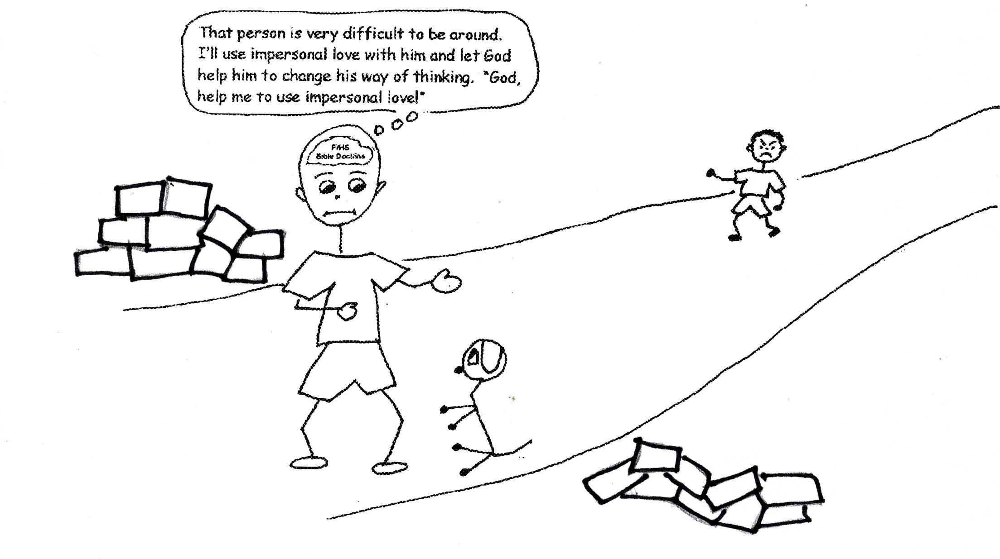 That person is very difficult to be around.
I'll use impersonal love with him and let God
help him to change his way of thinking. "God,
help me to use impersonal love!"
F/HS
Bible Doctrine